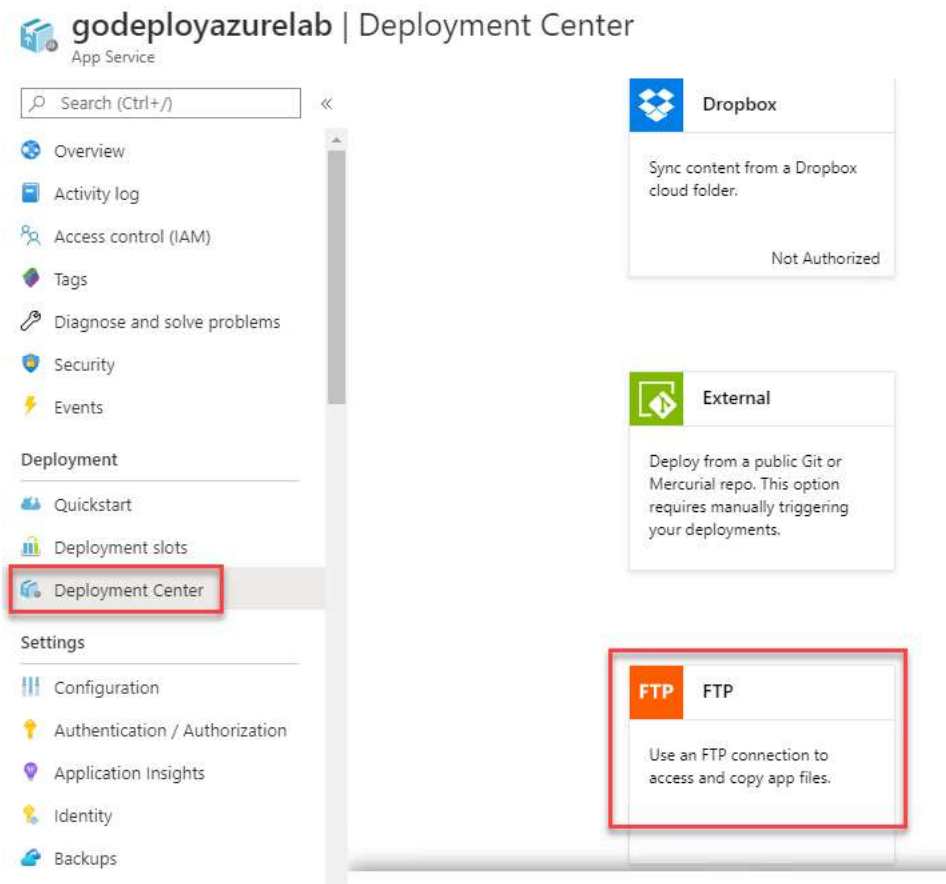 godeployazurelab | Deployment Center
App Service
Search (Ctrl+/)
«
Overview
Activity log
Access control (IAM)
Tags
Diagnose and solve problems
Security
Events
Deployment
Quickstart
Deployment slots
Deployment Center
Settings
Configuration
Authentication / Authorization
Application Insights
Identity
Backups
Dropbox
Sync content from a Dropbox
cloud folder.
Not Authorized
External
Deploy from a public Git or
Mercurial repo. This option
requires manually triggering
your deployments.
FTP FTP
Use an FTP connection to
access and copy app files.